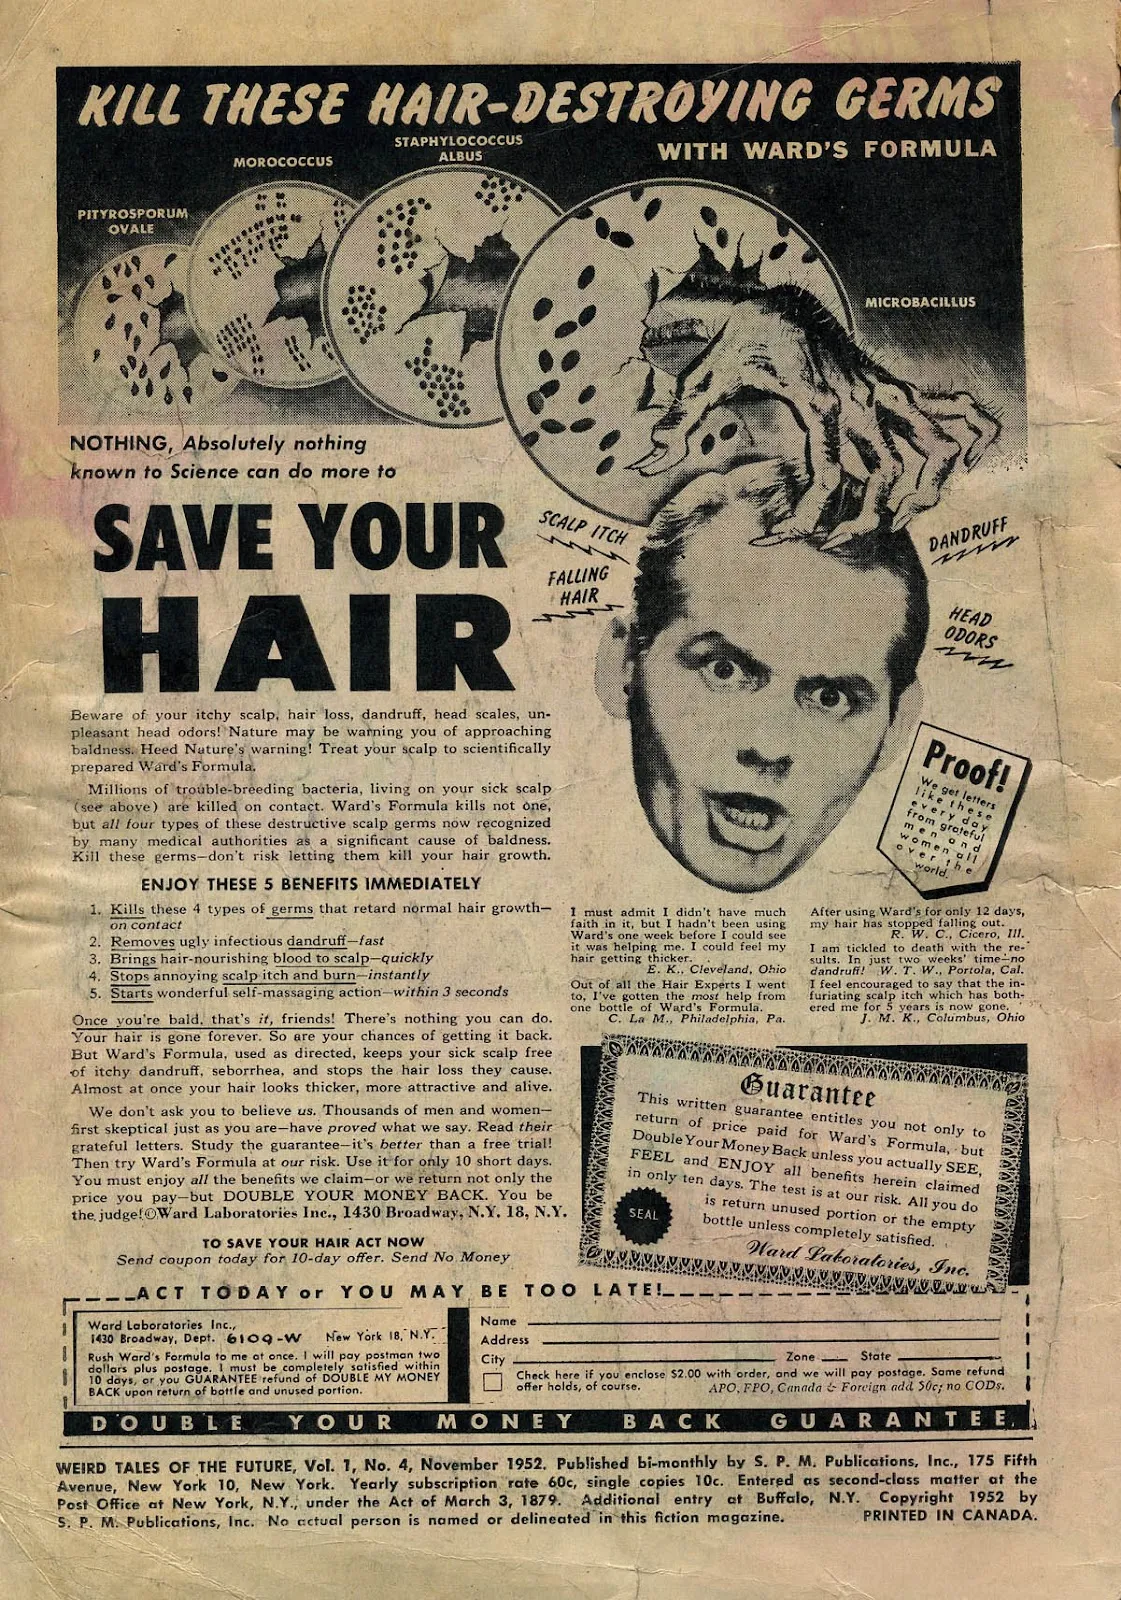 KILL THESE HAIR-DESTROYING GERMS
WITH WARD'S FORMULA
PITYROSPORUM
OVALE
MOROCOCCUS
STAPHYLOCOCCUS
ALBUS
MICROBACILLUS
NOTHING, Absolutely nothing
known to Science can do more to
SAVE YOUR
HAIR
SCALP ITCH
FALLING
HAIR
DANDRUFF
HEAD
ODORS
Beware of your itchy scalp, hair loss, dandruff, head scales, un-
pleasant head odors! Nature may be warning you of approaching
baldness. Heed Nature's warning! Treat your scalp to scientifically
prepared Ward's Formula.
Millions of trouble-breeding bacteria, living on your sick scalp
(see above) are killed on contact. Ward's Formula kills not one,
but all four types of these destructive scalp germs now recognized
by many medical authorities as a significant cause of baldness.
Kill these germs—don't risk letting them kill your hair growth.
ENJOY THESE 5 BENEFITS IMMEDIATELY
1. Kills these 4 types of germs that retard normal hair growth—
on contact
2. Removes ugly infectious dandruff—fast
3. Brings hair-nourishing blood to scalp—quickly
4. Stops annoying scalp itch and burn—instantly
5. Starts wonderful self-massaging action—within 3 seconds
Once you're bald, that's it, friends! There's nothing you can do.
Your hair is gone forever. So are your chances of getting it back.
But Ward's Formula, used as directed, keeps your sick scalp free
of itchy dandruff, seborrhea, and stops the hair loss they cause.
Almost at once your hair looks thicker, more attractive and alive.
We don't ask you to believe us. Thousands of men and women—
first skeptical just as you are—have proved what we say. Read their
grateful letters. Study the guarantee—it's better than a free trial!
Then try Ward's Formula at our risk. Use it for only 10 short days.
You must enjoy all the benefits we claim—or we return not only the
price you pay—but DOUBLE YOUR MONEY BACK. You be
the judge! ©Ward Laboratories Inc., 1430 Broadway, N.Y. 18, N.Y.
TO SAVE YOUR HAIR ACT NOW
Send coupon today for 10-day offer. Send No Money
Proof!
We get letters
like these
every day
from grateful
men and
women all
over the
world.
I must admit I didn't have much
faith in it, but I hadn't been using
Ward's one week before I could see
it was helping me. I could feel my
hair getting thicker.
E. K., Cleveland, Ohio
Out of all the Hair Experts I went
to, I've gotten the most help from
one bottle of Ward's Formula.
C. La M., Philadelphia, Pa.
After using Ward's for only 12 days,
my hair has stopped falling out.
R. W. C., Cicero, Ill.
I am tickled to death with the re-
sults. In just two weeks' time—no
dandruff! W. T. W., Portola, Cal.
I feel encouraged to say that the in-
furiating scalp itch which has both-
ered me for 5 years is now gone.
J. M. K., Columbus, Ohio
Guarantee
This written guarantee entitles you not only to
return of price paid for Ward's Formula, but
Double Your Money Back unless you actually SEE,
FEEL and ENJOY all benefits herein claimed
in only ten days. The test is at our risk. All you do
is return unused portion or the empty
bottle unless completely satisfied.
SEAL
Ward Laboratories, Inc.
ACT TODAY or YOU MAY BE TOO LATE!
Ward Laboratories Inc.,
1430 Broadway, Dept. 6109-W New York 18, N.Y.
Rush Ward's Formula to me at once. I will pay postman two
dollars plus postage. I must be completely satisfied within
10 days, or you GUARANTEE refund of DOUBLE MY MONEY
BACK upon return of bottle and unused portion.
Name
Address
City Zone State
Check here if you enclose $2.00 with order, and we will pay postage. Same refund
offer holds, of course. APO, FPO, Canada & Foreign add 50c; no CODs.
DOUBLE YOUR MONEY BACK GUARANTEE
WEIRD TALES OF THE FUTURE, Vol. 1, No. 4, November 1952. Published bi-monthly by S. P. M. Publications, Inc., 175 Fifth
Avenue, New York 10, New York. Yearly subscription rate 60c, single copies 10c. Entered as second-class matter at the
Post Office at New York, N.Y., under the Act of March 3, 1879. Additional entry at Buffalo, N.Y. Copyright 1952 by
S. P. M. Publications, Inc. No actual person is named or delineated in this fiction magazine. PRINTED IN CANADA.